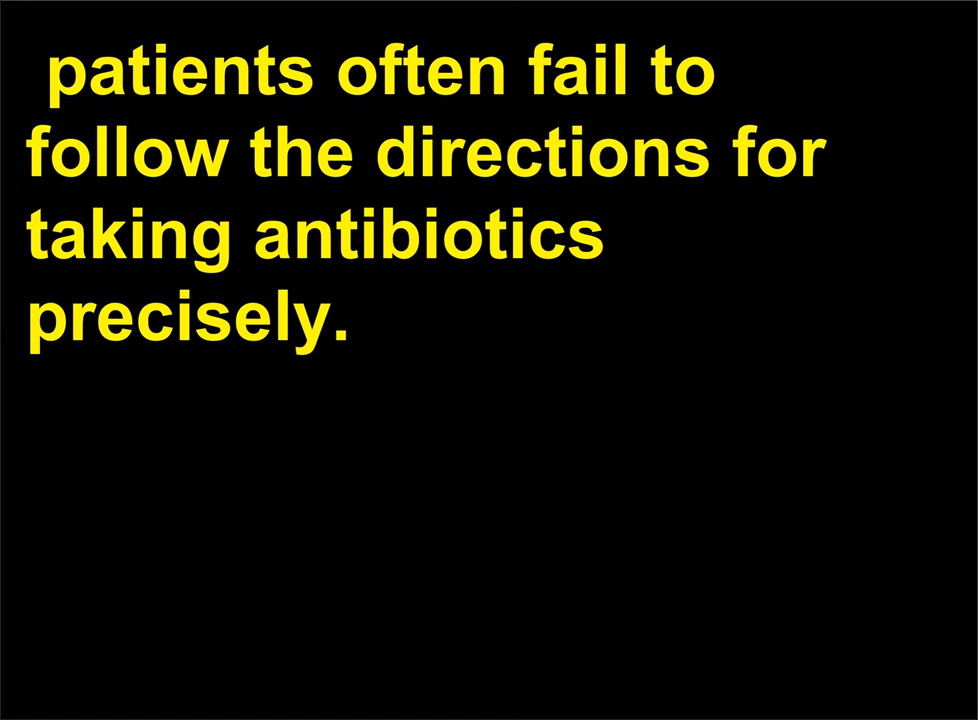 patients often fail to
follow the directions for
taking antibiotics
precisely.